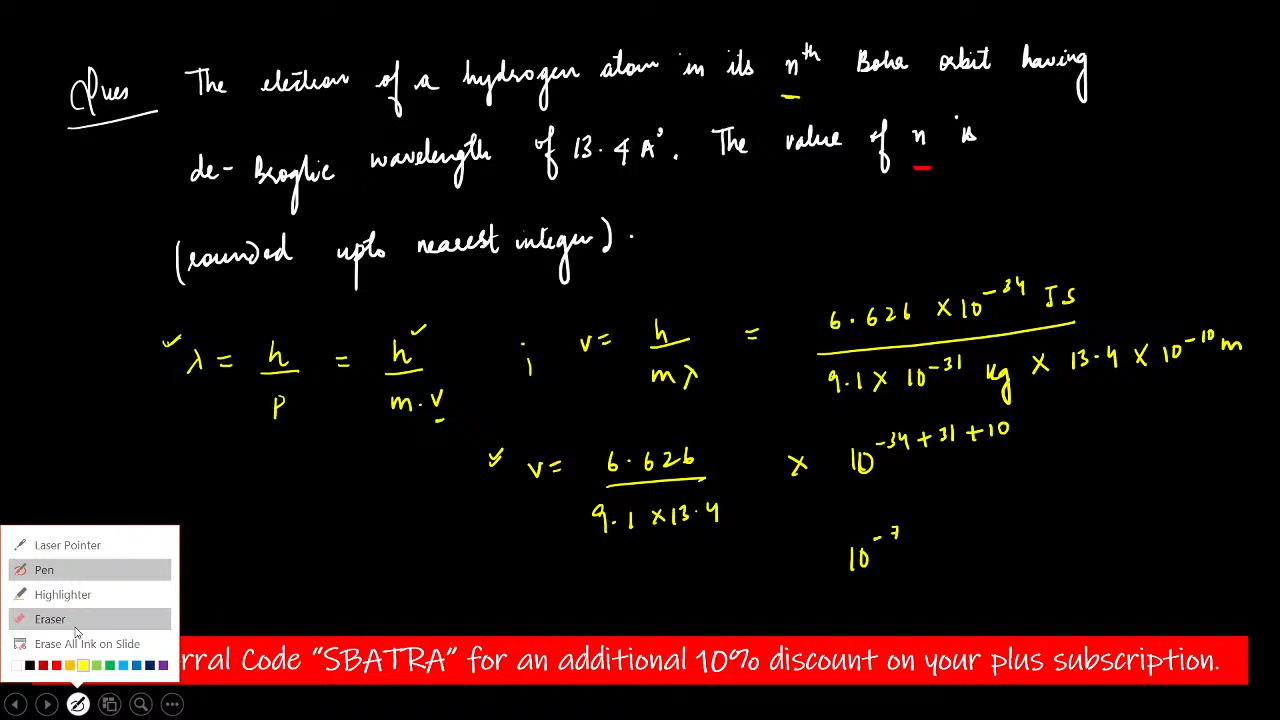 Ques The election of a hydrogen atom in its nth Bohr orbit having
de-Broglie wavelength of 13.4 A°. The value of n is
(rounded upto nearest integer).
λ = h/p = h/m.v ; v = h/mλ = 6.626 × 10⁻³⁴ Js / 9.1 × 10⁻³¹ kg × 13.4 × 10⁻¹⁰ m
v = 6.626 / 9.1 × 13.4 × 10⁻³⁴⁺³¹⁺¹⁰
10⁻⁷
Laser Pointer
Pen
Highlighter
Eraser
Erase All Ink on Slide
rral Code "SBATRA" for an additional 10% discount on your plus subscription.